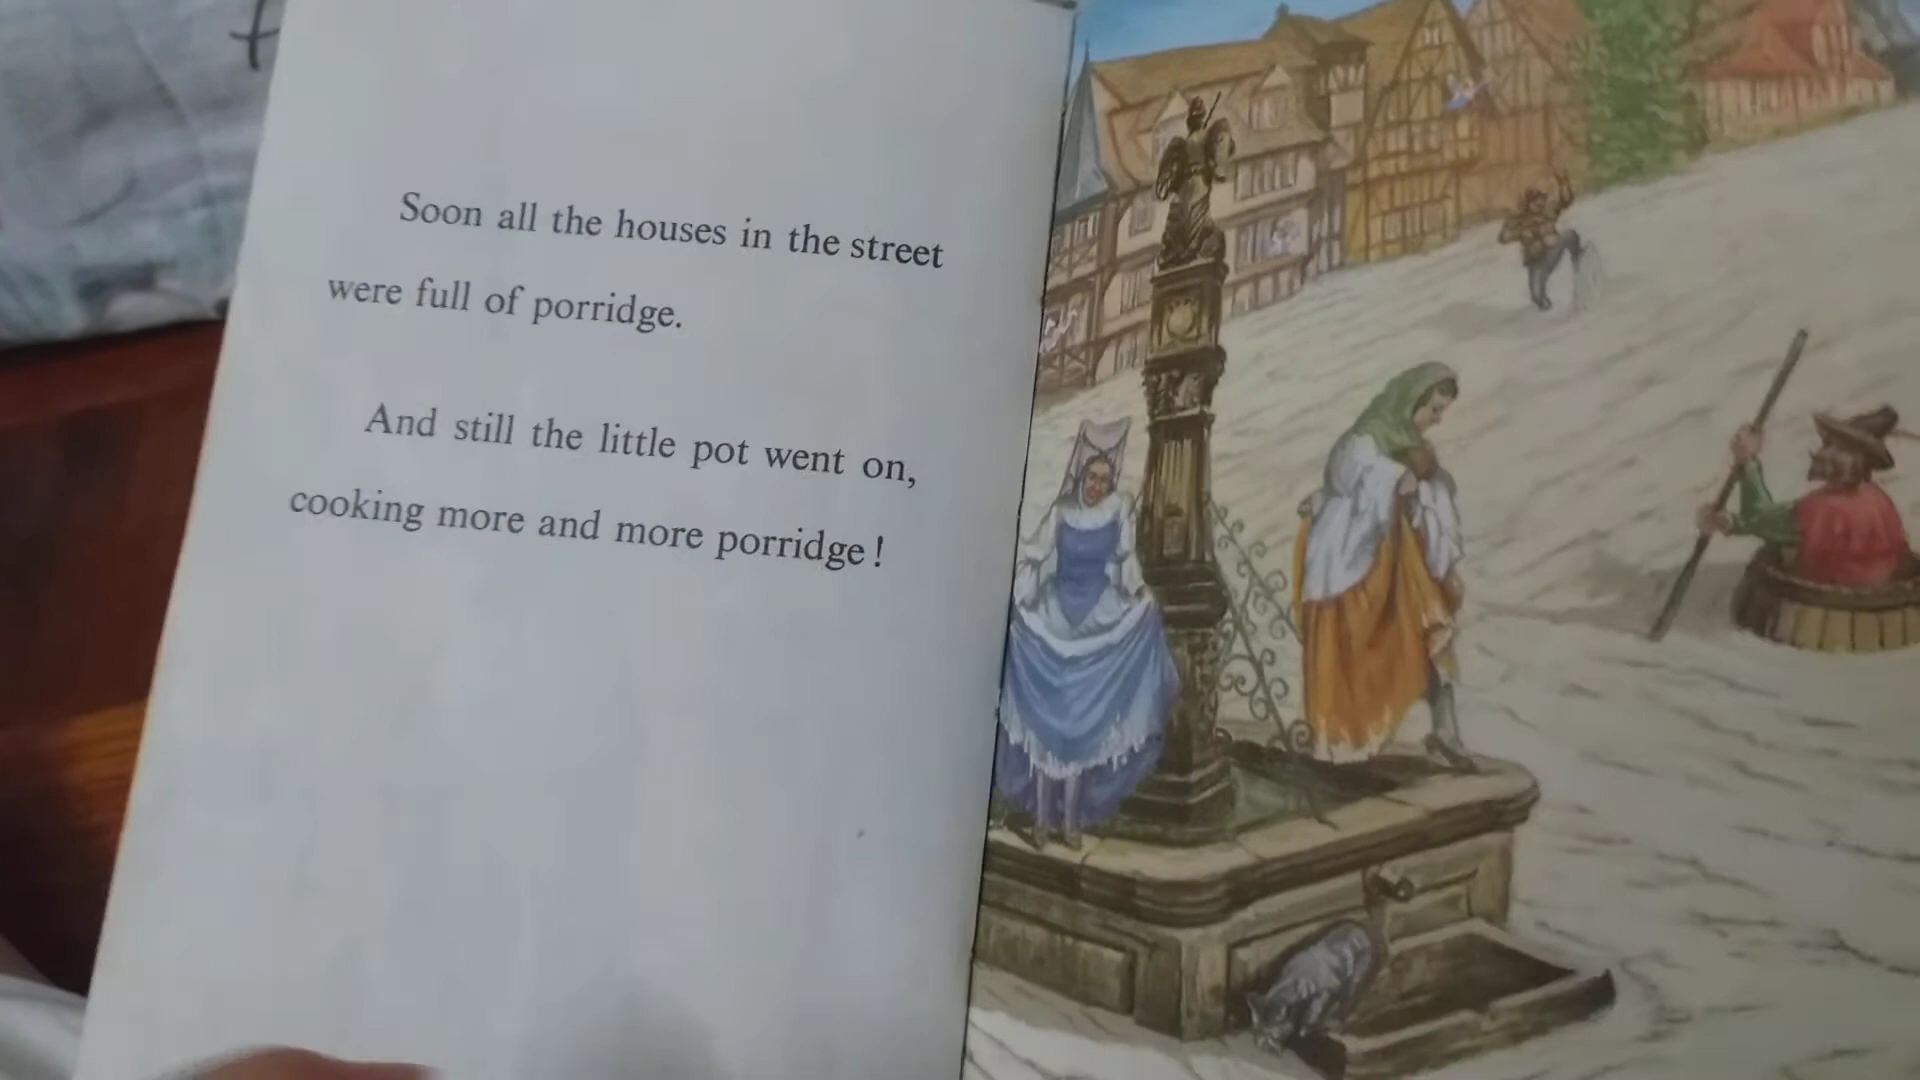 Soon all the houses in the street
were full of porridge.
And still the little pot went on,
cooking more and more porridge!